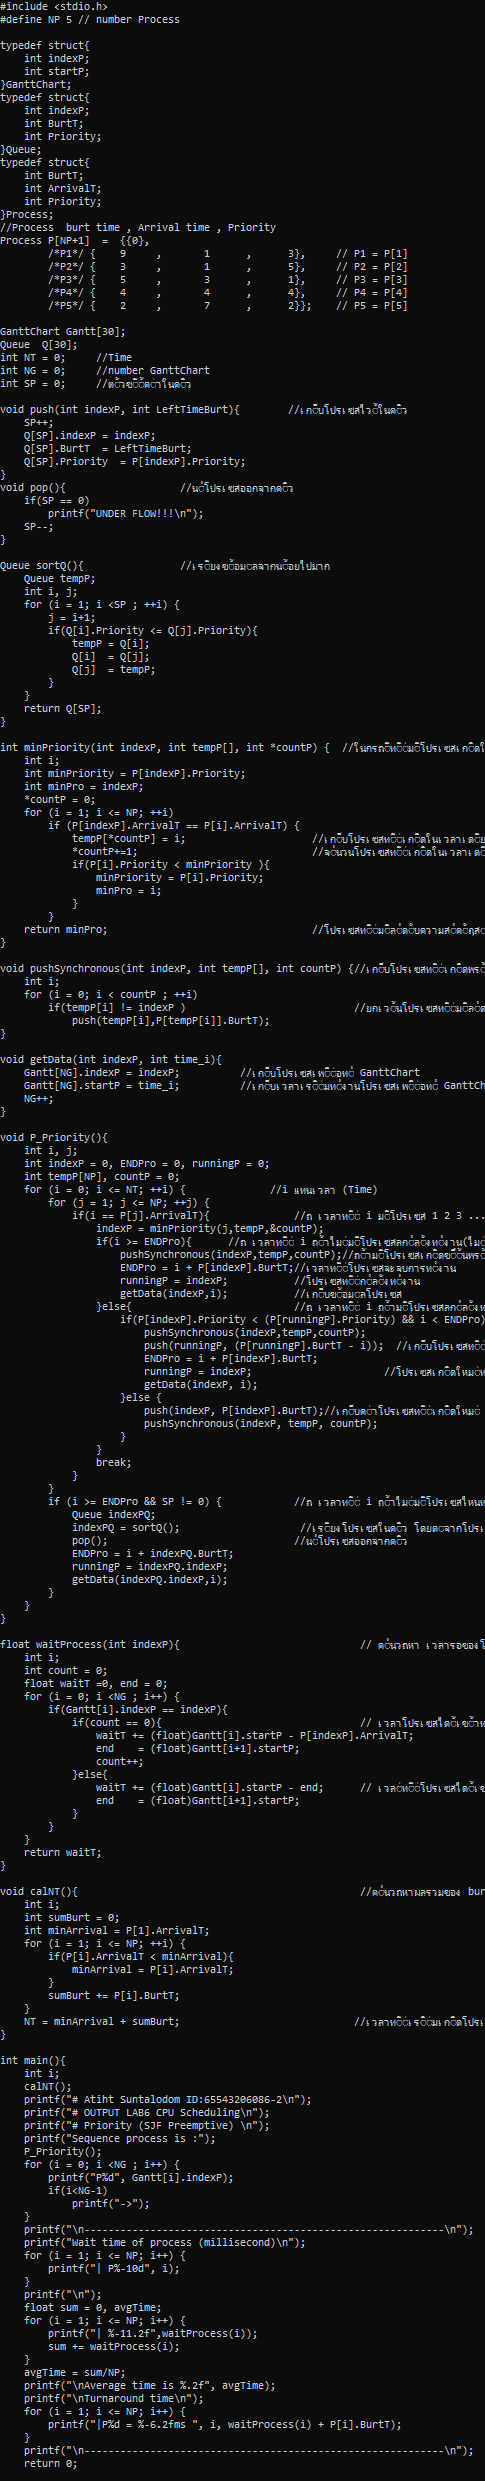 #include <stdio.h>
#define NP 5 // number Process

typedef struct{
    int indexP;
    int startP;
}GanttChart;
typedef struct{
    int indexP;
    int BurtT;
    int Priority;
}Queue;
typedef struct{
    int BurtT;
    int ArrivalT;
    int Priority;
}Process;
//Process  burt time , Arrival time , Priority
Process P[NP+1]  =  {{0},
        /*P1*/ {    9     ,       1      ,      3},     // P1 = P[1]
        /*P2*/ {    3     ,       1      ,      5},     // P2 = P[2]
        /*P3*/ {    5     ,       3      ,      1},     // P3 = P[3]
        /*P4*/ {    4     ,       4      ,      4},     // P4 = P[4]
        /*P5*/ {    2     ,       7      ,      2}};    // P5 = P[5]

GanttChart Gantt[30];
Queue  Q[30];
int NT = 0;     //Time
int NG = 0;     //number GanttChart
int SP = 0;     //ตัวชี้ค่าในคิว

void push(int indexP, int LeftTimeBurt){        //เก็บโปรเซสไว้ในคิว
    SP++;
    Q[SP].indexP = indexP;
    Q[SP].BurtT  = LeftTimeBurt;
    Q[SP].Priority  = P[indexP].Priority;
}
void pop(){                   //นำโปรเซสออกจากคิว
    if(SP == 0)
        printf("UNDER FLOW!!!\n");
    SP--;
}

Queue sortQ(){                //เรียงข้อมูลจากน้อยไปมาก
    Queue tempP;
    int i, j;
    for (i = 1; i <SP ; ++i) {
        j = i+1;
        if(Q[i].Priority <= Q[j].Priority){
            tempP = Q[i];
            Q[i]  = Q[j];
            Q[j]  = tempP;
        }
    }
    return Q[SP];
}

int minPriority(int indexP, int tempP[], int *countP) {  //ในกรณีที่มีโปรเซสเกิดใ
    int i;
    int minPriority = P[indexP].Priority;
    int minPro = indexP;
    *countP = 0;
    for (i = 1; i <= NP; ++i)
        if (P[indexP].ArrivalT == P[i].ArrivalT) {
            tempP[*countP] = i;                     //เก็บโปรเซสที่เกิดในเวลาเดีย
            *countP+=1;                             //จำนวนโปรเซสที่เกิดในเวลาเดี
            if(P[i].Priority < minPriority ){
                minPriority = P[i].Priority;
                minPro = i;
            }
        }
    return minPro;                                  //โปรเซสที่มีลำดับความสำคัญส
}

void pushSynchronous(int indexP, int tempP[], int countP) {//เก็บโปรเซสที่เกิดพร้
    int i;
    for (i = 0; i < countP ; ++i)
        if(tempP[i] != indexP )                            //ยกเว้นโปรเซสที่มีลำด
            push(tempP[i],P[tempP[i]].BurtT);
}

void getData(int indexP, int time_i){
    Gantt[NG].indexP = indexP;          //เก็บโปรเซสเพื่อทำ GanttChart
    Gantt[NG].startP = time_i;          //เก็บเวลาเริ่มทำงานโปรเซสเพื่อทำ GanttCh
    NG++;
}

void P_Priority(){
    int i, j;
    int indexP = 0, ENDPro = 0, runningP = 0;
    int tempP[NP], countP = 0;
    for (i = 0; i <= NT; ++i) {              //i แทนเวลา (Time)
        for (j = 1; j <= NP; ++j) {
            if(i == P[j].ArrivalT){              //ณ เวลาที่ i มีโปรเซส 1 2 3 ...
                indexP = minPriority(j,tempP,&countP);
                if(i >= ENDPro){      //ณ เวลาที่ i ถ้าไม่มีโปรเซสกำลังทำงาน(ไม่
                    pushSynchronous(indexP,tempP,countP);//ถ้ามีโปรเซสเกิดขึ้นพร้
                    ENDPro = i + P[indexP].BurtT;//เวลาที่โปรเซสจะจบการทำงาน
                    runningP = indexP;           //โปรเซสที่กำลังทำงาน
                    getData(indexP,i);           //เก็บข้อมูลโปรเซส
                }else{                           //ณ เวลาที่ i ถ้ามีโปรเซสกำลังท
                    if(P[indexP].Priority < (P[runningP].Priority) && i < ENDPro)
                        pushSynchronous(indexP,tempP,countP);
                        push(runningP, (P[runningP].BurtT - i));  //เก็บโปรเซสที่
                        ENDPro = i + P[indexP].BurtT;
                        runningP = indexP;                      //โปรเซสเกิดใหม่ท
                        getData(indexP, i);
                    }else {
                        push(indexP, P[indexP].BurtT);//เก็บค่าโปรเซสที่เกิดใหม่
                        pushSynchronous(indexP, tempP, countP);
                    }
                }
                break;
            }
        }
        if (i >= ENDPro && SP != 0) {            //ณ เวลาที่ i ถ้าไม่มีโปรเซสไหนท
            Queue indexPQ;
            indexPQ = sortQ();                    //เรียงโปรเซสในคิว โดยดูจากโปรเ
            pop();                               //นำโปรเซสออกจากคิว
            ENDPro = i + indexPQ.BurtT;
            runningP = indexPQ.indexP;
            getData(indexPQ.indexP,i);
        }
    }
}

float waitProcess(int indexP){                              // คำนวณหา เวลารอของโ
    int i;
    int count = 0;
    float waitT =0, end = 0;
    for (i = 0; i <NG ; i++) {
        if(Gantt[i].indexP == indexP){
            if(count == 0){                                 // เวลาโปรเซสได้เข้าท
                waitT += (float)Gantt[i].startP - P[indexP].ArrivalT;
                end    = (float)Gantt[i+1].startP;
                count++;
            }else{
                waitT += (float)Gantt[i].startP - end;      // เวลาที่โปรเซสได้เข
                end    = (float)Gantt[i+1].startP;
            }
        }
    }
    return waitT;
}

void calNT(){                                               //คำนวณหาผลรวมของ bur
    int i;
    int sumBurt = 0;
    int minArrival = P[1].ArrivalT;
    for (i = 1; i <= NP; ++i) {
        if(P[i].ArrivalT < minArrival){
            minArrival = P[i].ArrivalT;
        }
        sumBurt += P[i].BurtT;
    }
    NT = minArrival + sumBurt;                             //เวลาที่เริ่มเกิดโปรเ
}

int main(){
    int i;
    calNT();
    printf("# Atiht Suntalodom ID:65543206086-2\n");
    printf("# OUTPUT LAB6 CPU Scheduling\n");
    printf("# Priority (SJF Preemptive) \n");
    printf("Sequence process is :");
    P_Priority();
    for (i = 0; i <NG ; i++) {
        printf("P%d", Gantt[i].indexP);
        if(i<NG-1)
            printf("->");
    }
    printf("\n------------------------------------------------------------\n");
    printf("Wait time of process (millisecond)\n");
    for (i = 1; i <= NP; i++) {
        printf("| P%-10d", i);
    }
    printf("\n");
    float sum = 0, avgTime;
    for (i = 1; i <= NP; i++) {
        printf("| %-11.2f",waitProcess(i));
        sum += waitProcess(i);
    }
    avgTime = sum/NP;
    printf("\nAverage time is %.2f", avgTime);
    printf("\nTurnaround time\n");
    for (i = 1; i <= NP; i++) {
        printf("|P%d = %-6.2fms ", i, waitProcess(i) + P[i].BurtT);
    }
    printf("\n------------------------------------------------------------\n");
    return 0;